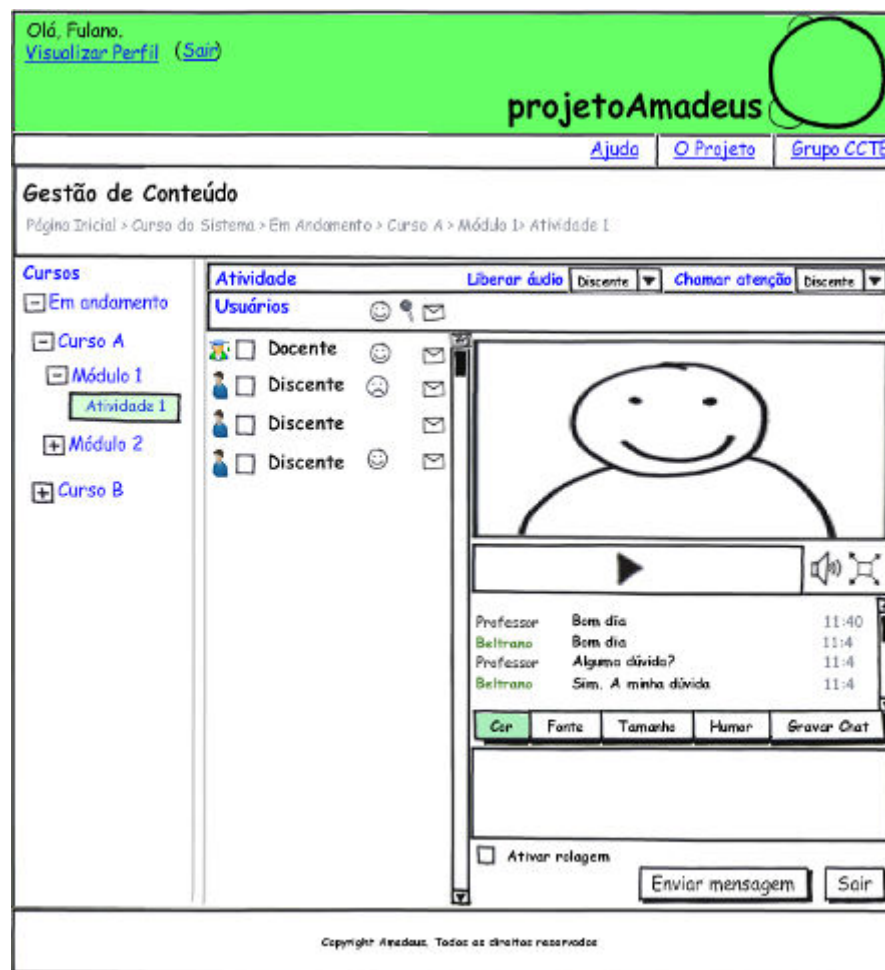 Olá, Fulano.
Visualizar Perfil (Sair)
projetoAmadeus
Ajuda O Projeto Grupo CCTE
Gestão de Conteúdo
Página Inicial > Curso do Sistema > Em Andamento > Curso A > Módulo 1> Atividade 1
Cursos
Em andamento
Curso A
Módulo 1
Atividade 1
Módulo 2
Curso B
Atividade Liberar áudio Discente Chamar atenção Discente
Usuários
Docente
Discente
Discente
Discente
Professor Bom dia 11:40
Beltrano Bom dia 11:4
Professor Alguma dúvida? 11:4
Beltrano Sim. A minha dúvida 11:4
Cor Fonte Tamanho Humor Gravar Chat
Ativar rolagem
Enviar mensagem Sair
Copyright Amadeus. Todos os direitos reservados